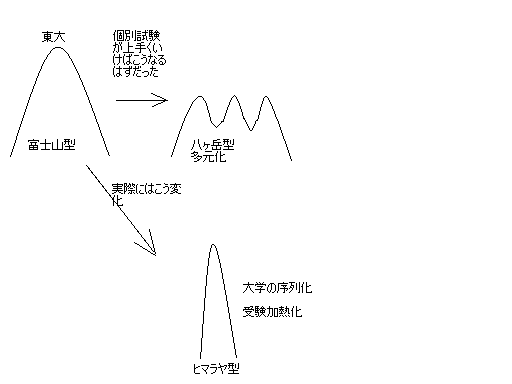 東大
個別試験
が上手くい
けばこうなる
はずだった
富士山型
八ヶ岳型
多元化
実際にはこう変
化
大学の序列化
受験加熱化
ヒマラヤ型